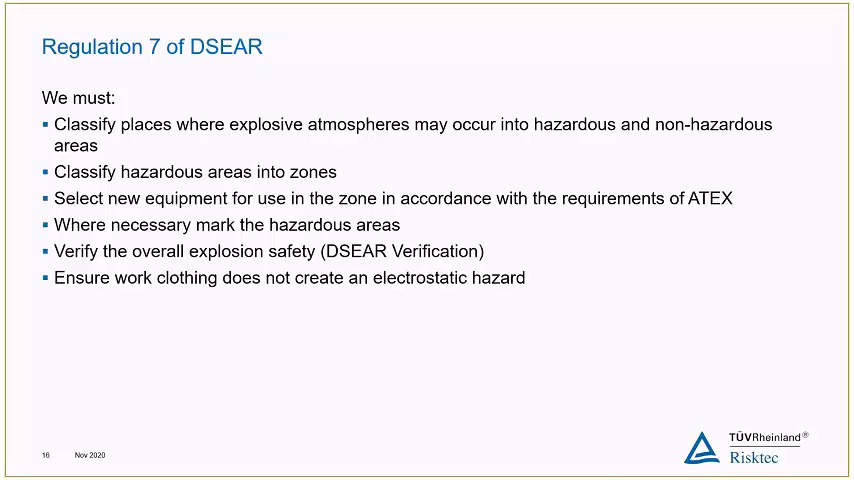 Regulation 7 of DSEAR
We must:
▪ Classify places where explosive atmospheres may occur into hazardous and non-hazardous
areas
▪ Classify hazardous areas into zones
▪ Select new equipment for use in the zone in accordance with the requirements of ATEX
▪ Where necessary mark the hazardous areas
▪ Verify the overall explosion safety (DSEAR Verification)
▪ Ensure work clothing does not create an electrostatic hazard
16 Nov 2020
TÜVRheinland®
Risktec